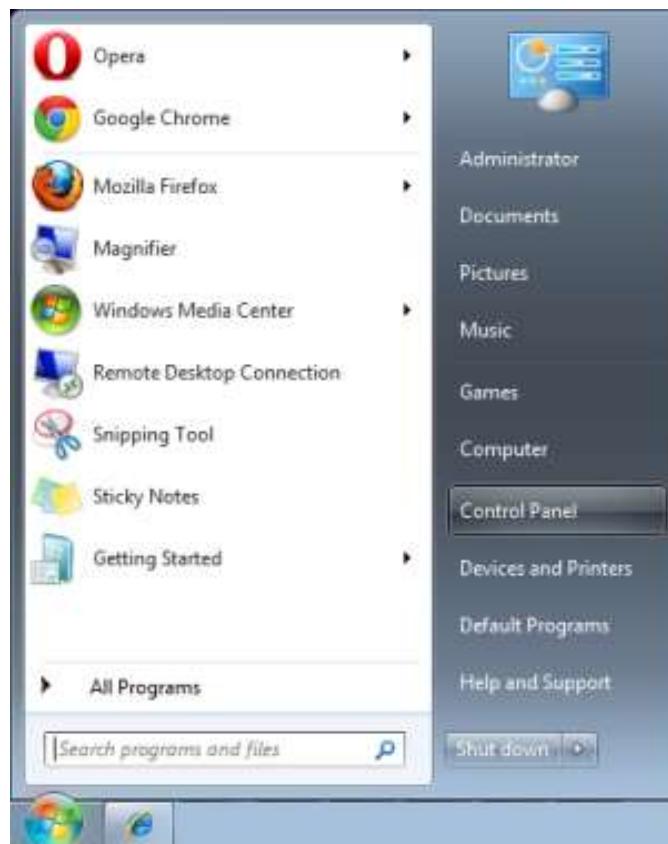 Opera
Google Chrome
Mozilla Firefox
Magnifier
Windows Media Center
Remote Desktop Connection
Snipping Tool
Sticky Notes
Getting Started
All Programs
Search programs and files
Administrator
Documents
Pictures
Music
Games
Computer
Control Panel
Devices and Printers
Default Programs
Help and Support
Shut down